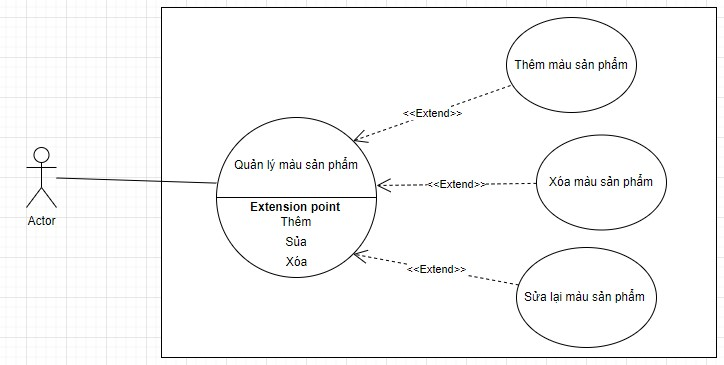 Thêm màu sản phẩm
<<Extend>>
Quản lý màu sản phẩm
<<Extend>>
Xóa màu sản phẩm
Extension point
Thêm
Sủa
Xóa
Actor
<<Extend>>
Sửa lại màu sản phẩm